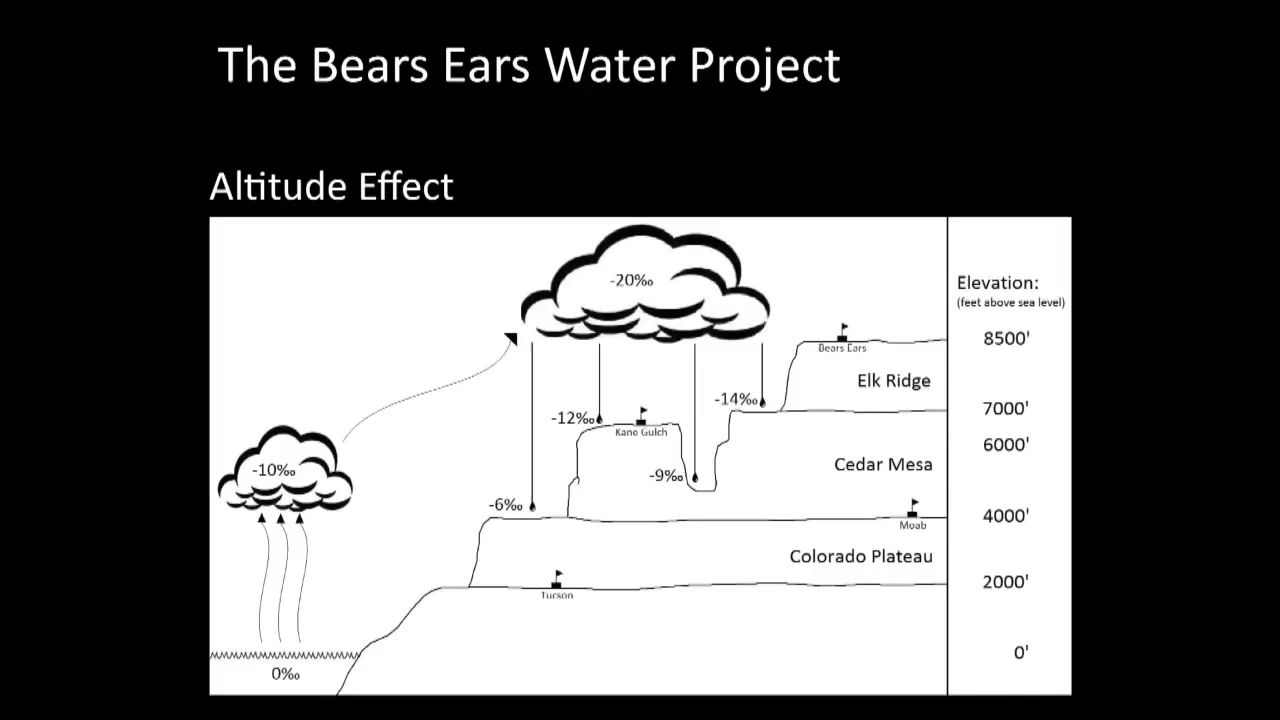 The Bears Ears Water Project
Altitude Effect
-20‰
Elevation:
(feet above sea level)
8500'
Bears Ears
Elk Ridge
-14‰
7000'
-12‰
Kane Gulch
6000'
-10‰
Cedar Mesa
-9‰
-6‰
4000'
Moab
Colorado Plateau
2000'
Tucson
0'
0‰